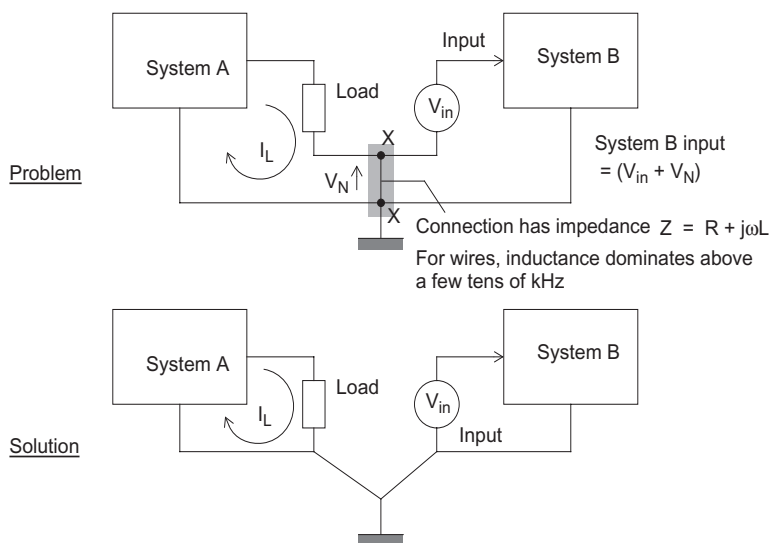 Input
System A
System B
Load
V_in
X
I_L
System B input
= (V_in + V_N)
Problem
V_N
X
Connection has impedance Z = R + jωL
For wires, inductance dominates above
a few tens of kHz
System A
System B
Load
V_in
I_L
Input
Solution